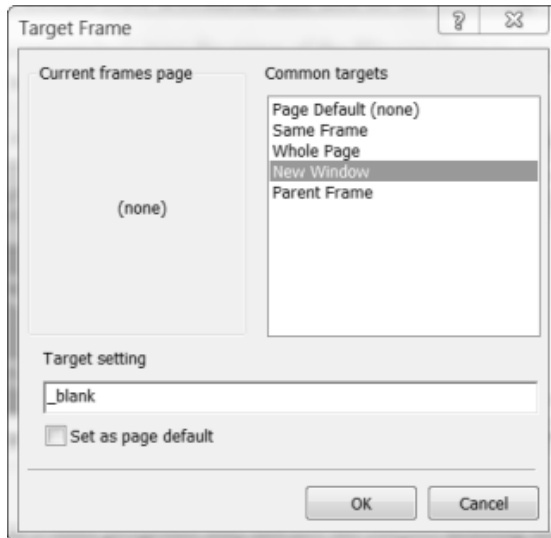 Target Frame
Current frames page
(none)
Common targets
Page Default (none)
Same Frame
Whole Page
New Window
Parent Frame
Target setting
_blank
Set as page default
OK
Cancel